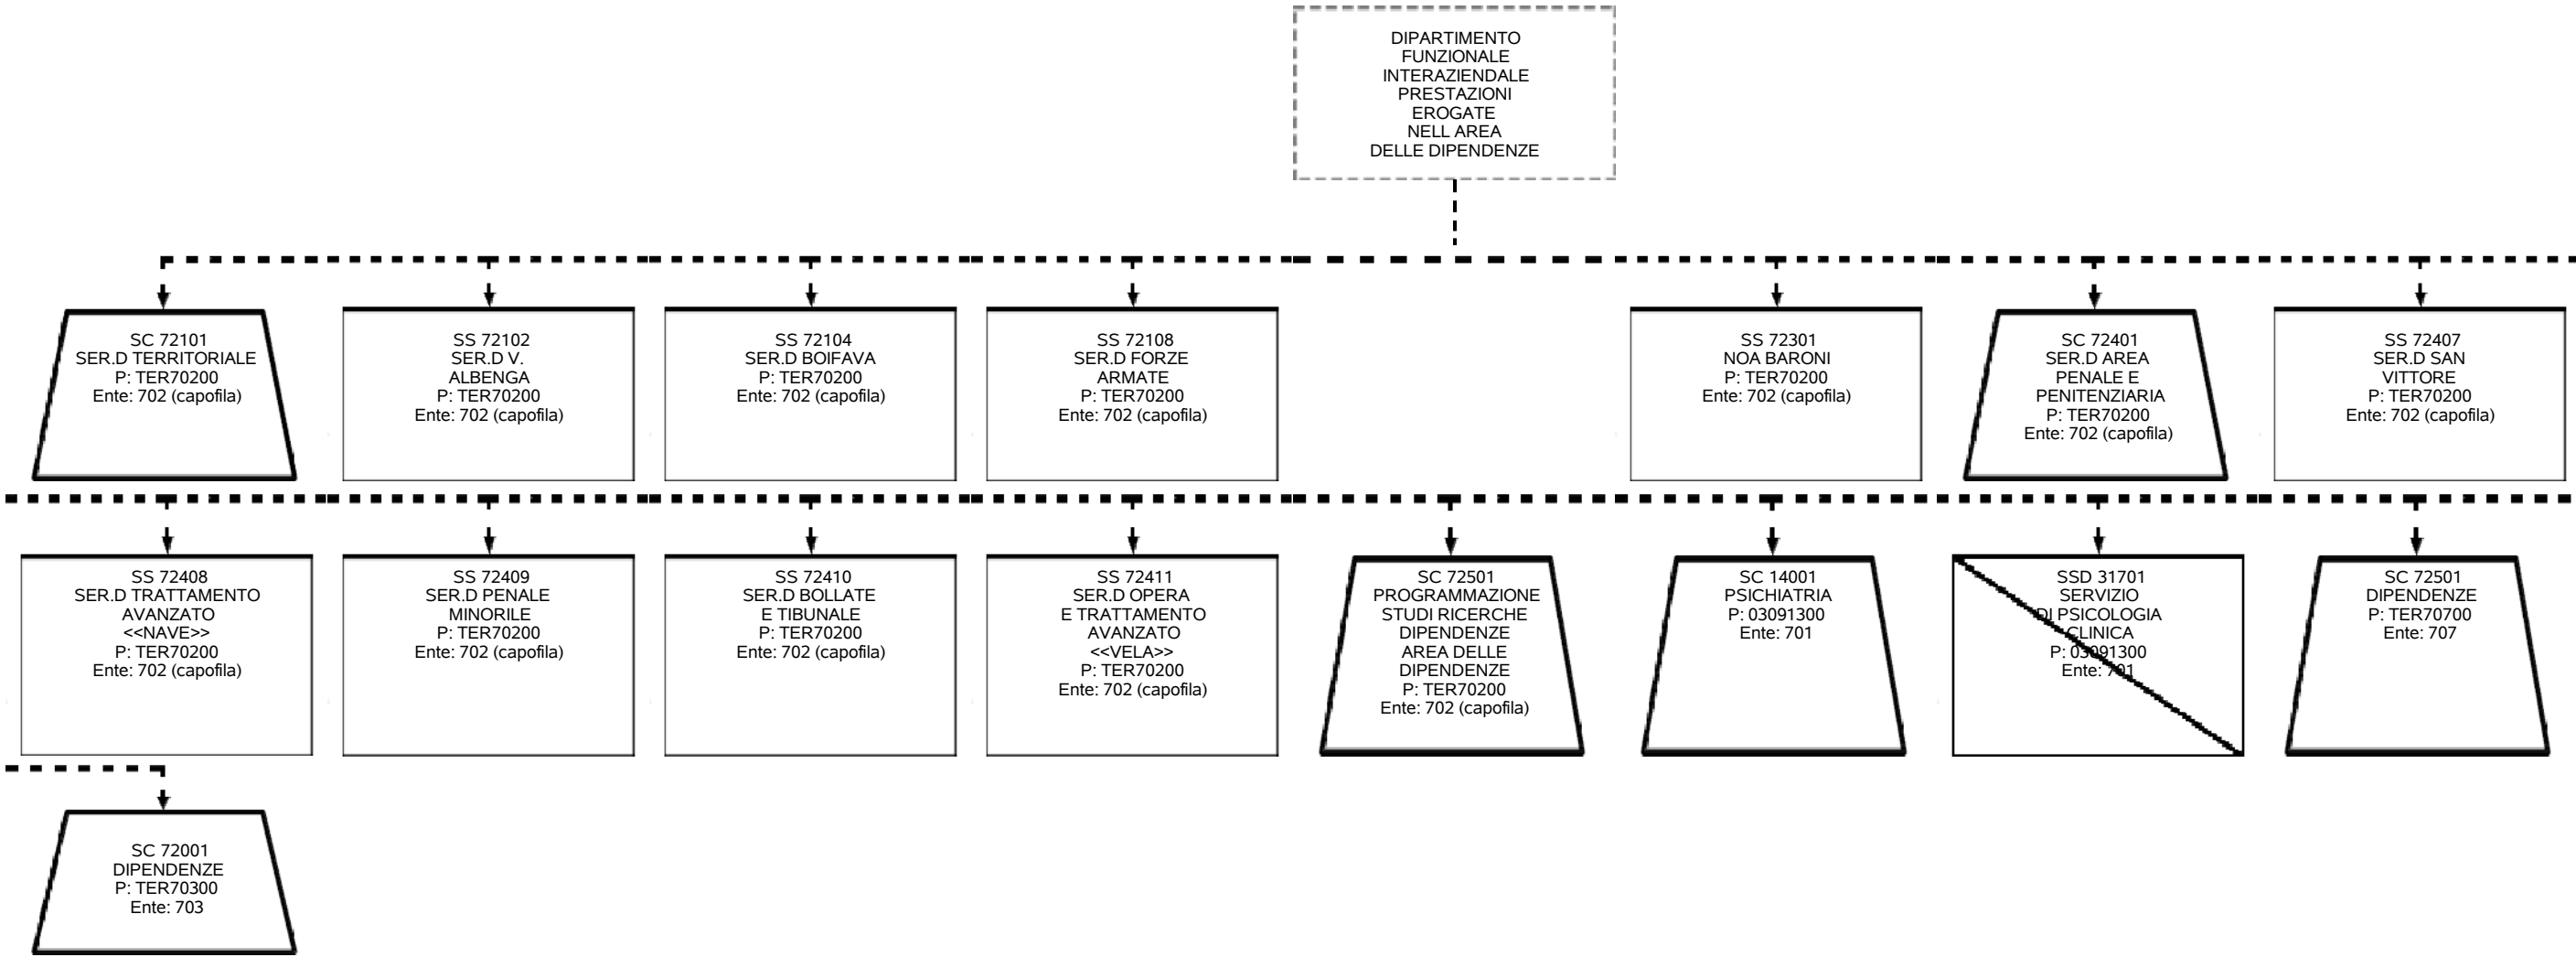 DIPARTIMENTO
FUNZIONALE
INTERAZIENDALE
PRESTAZIONI
EROGATE
NELL AREA
DELLE DIPENDENZE
SC 72101
SER.D TERRITORIALE
P: TER70200
Ente: 702 (capofila)
SS 72102
SER.D V.
ALBENGA
P: TER70200
Ente: 702 (capofila)
SS 72104
SER.D BOIFAVA
P: TER70200
Ente: 702 (capofila)
SS 72108
SER.D FORZE
ARMATE
P: TER70200
Ente: 702 (capofila)
SS 72301
NOA BARONI
P: TER70200
Ente: 702 (capofila)
SC 72401
SER.D AREA
PENALE E
PENITENZIARIA
P: TER70200
Ente: 702 (capofila)
SS 72407
SER.D SAN
VITTORE
P: TER70200
Ente: 702 (capofila)
SS 72408
SER.D TRATTAMENTO
AVANZATO
<<NAVE>>
P: TER70200
Ente: 702 (capofila)
SS 72409
SER.D PENALE
MINORILE
P: TER70200
Ente: 702 (capofila)
SS 72410
SER.D BOLLATE
E TIBUNALE
P: TER70200
Ente: 702 (capofila)
SS 72411
SER.D OPERA
E TRATTAMENTO
AVANZATO
<<VELA>>
P: TER70200
Ente: 702 (capofila)
SC 72501
PROGRAMMAZIONE
STUDI RICERCHE
DIPENDENZE
AREA DELLE
DIPENDENZE
P: TER70200
Ente: 702 (capofila)
SC 14001
PSICHIATRIA
P: 03091300
Ente: 701
SSD 31701
SERVIZIO
DI PSICOLOGIA
CLINICA
P: 03091300
Ente: 701
SC 72501
DIPENDENZE
P: TER70700
Ente: 707
SC 72001
DIPENDENZE
P: TER70300
Ente: 703